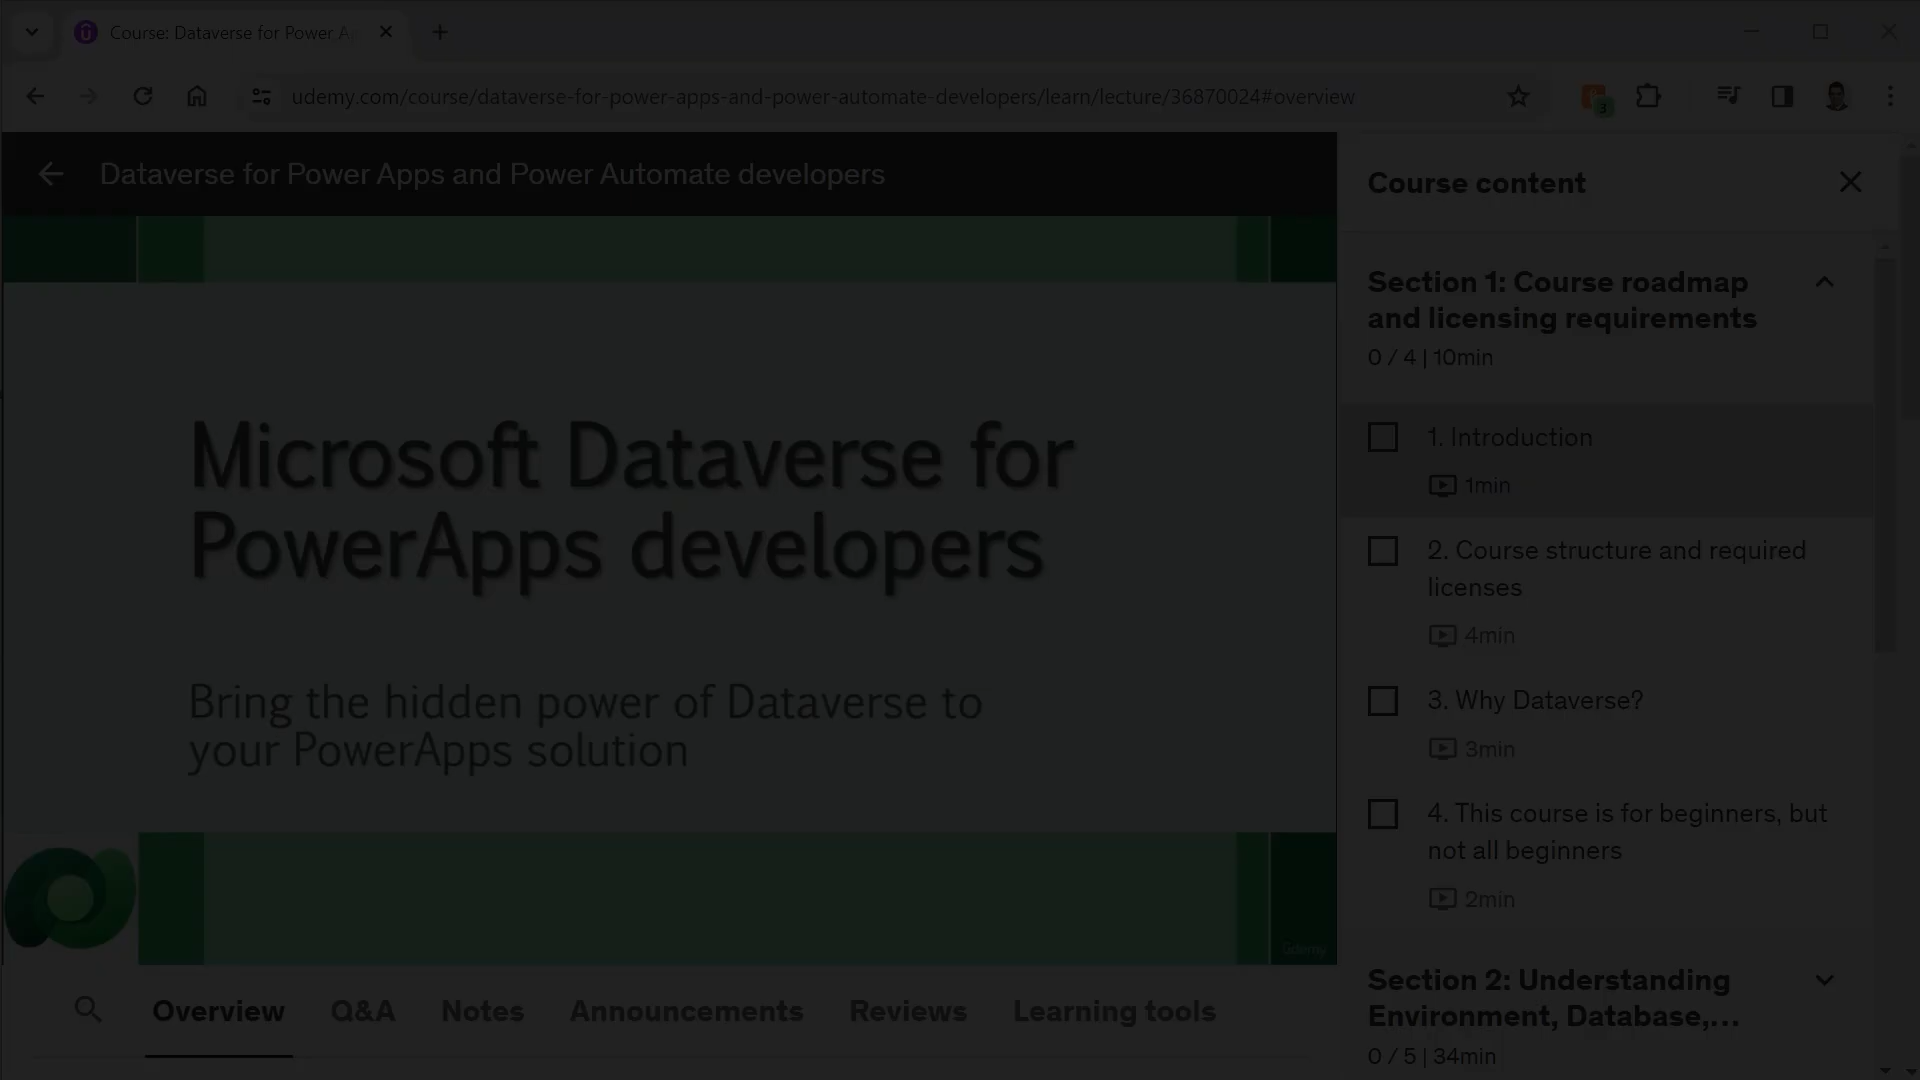 Course: Dataverse for Power A
udemy.com/course/dataverse-for-power-apps-and-power-automate-developers/learn/lecture/36870024#overview
3
Dataverse for Power Apps and Power Automate developers
Microsoft Dataverse for
PowerApps developers
Bring the hidden power of Dataverse to
your PowerApps solution
Udemy
Overview
Q&A
Notes
Announcements
Reviews
Learning tools
Course content
Section 1: Course roadmap
and licensing requirements
0 / 4 | 10min
1. Introduction
1min
2. Course structure and required
licenses
4min
3. Why Dataverse?
3min
4. This course is for beginners, but
not all beginners
2min
Section 2: Understanding
Environment, Database,...
0 / 5 | 34min